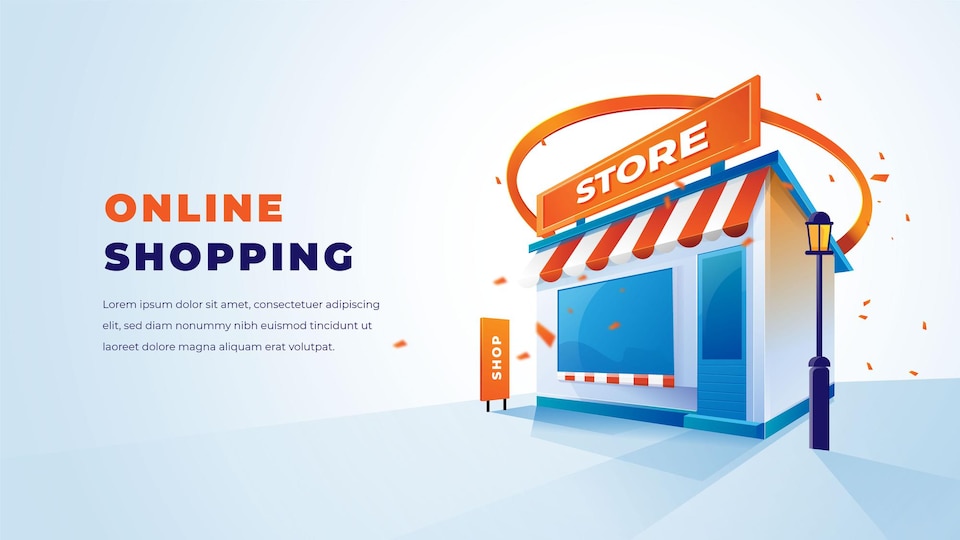 ONLINE
SHOPPING
Lorem ipsum dolor sit amet, consectetuer adipiscing
elit, sed diam nonummy nibh euismod tincidunt ut
laoreet dolore magna aliquam erat volutpat.
STORE
SHOP